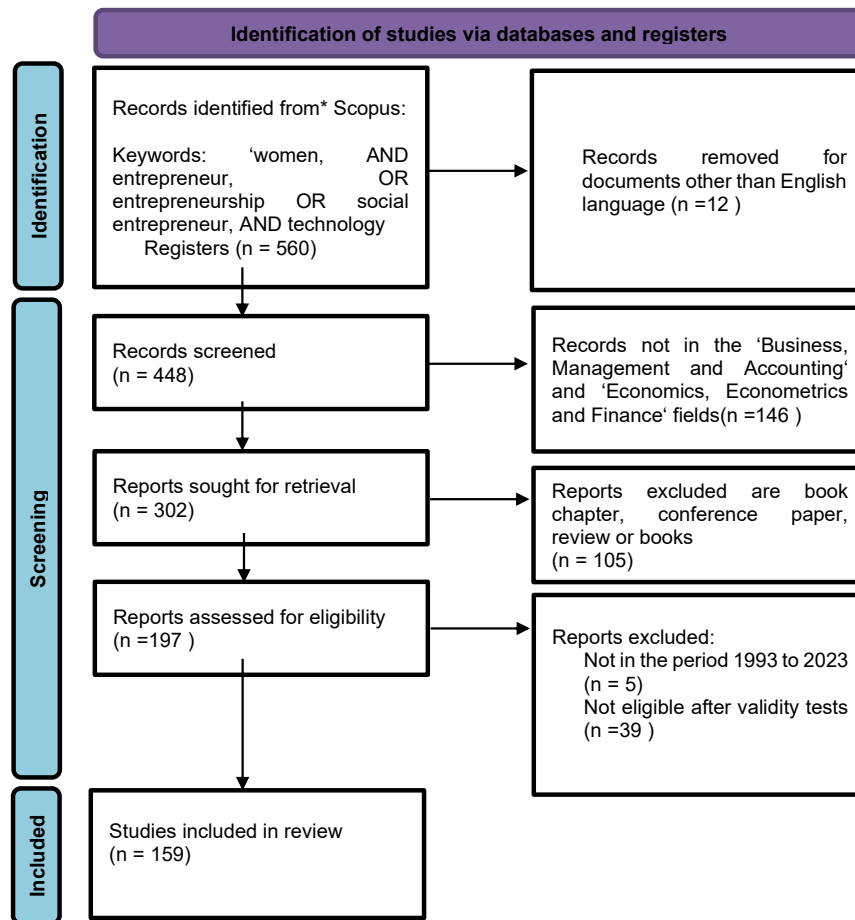 Identification of studies via databases and registers
Identification
Records identified from* Scopus:
Keywords: ‘women, AND
entrepreneur, OR
entrepreneurship OR social
entrepreneur, AND technology
Registers (n = 560)
Records removed for
documents other than English
language (n =12 )
Screening
Records screened
(n = 448)
Records not in the ‘Business,
Management and Accounting‘
and ‘Economics, Econometrics
and Finance‘ fields(n =146 )
Reports sought for retrieval
(n = 302)
Reports excluded are book
chapter, conference paper,
review or books
(n = 105)
Reports assessed for eligibility
(n =197 )
Reports excluded:
Not in the period 1993 to 2023
(n = 5)
Not eligible after validity tests
(n =39 )
Included
Studies included in review
(n = 159)